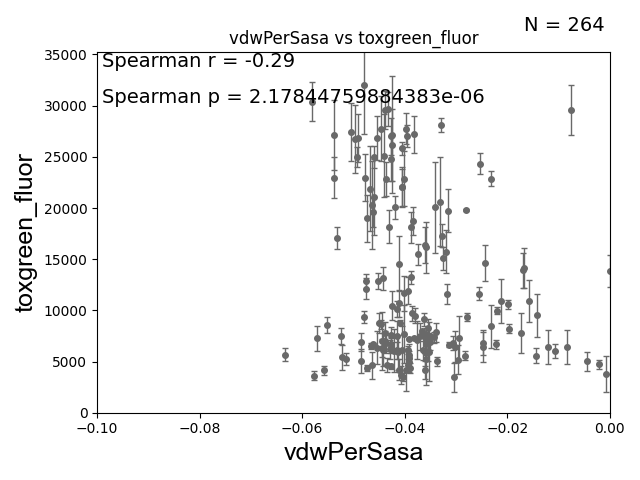 N = 264
vdwPerSasa vs toxgreen_fluor
Spearman r = -0.29
Spearman p = 2.17844759884383e-06
35000
30000
25000
20000
15000
10000
5000
0
toxgreen_fluor
−0.10 −0.08 −0.06 −0.04 −0.02 0.00
vdwPerSasa